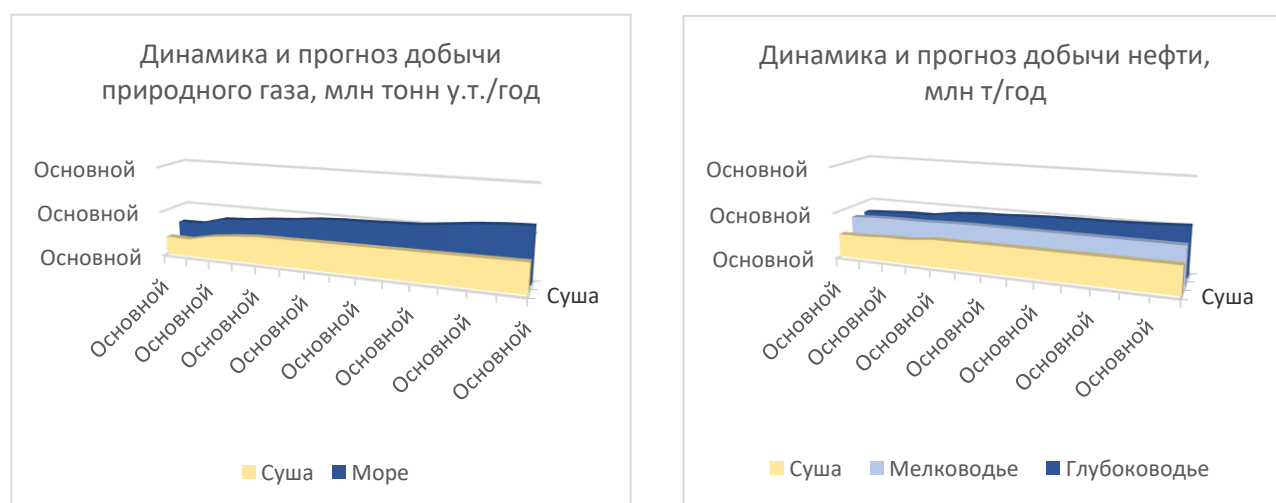 Динамика и прогноз добычи
природного газа, млн тонн у.т./год
Основной
Основной
Основной
Суша
Основной
Основной
Основной
Основной
Основной
Основной
Основной
Основной
Суша
Море
Динамика и прогноз добычи нефти,
млн т/год
Основной
Основной
Основной
Суша
Основной
Основной
Основной
Основной
Основной
Основной
Основной
Суша
Мелководье
Глубоководье